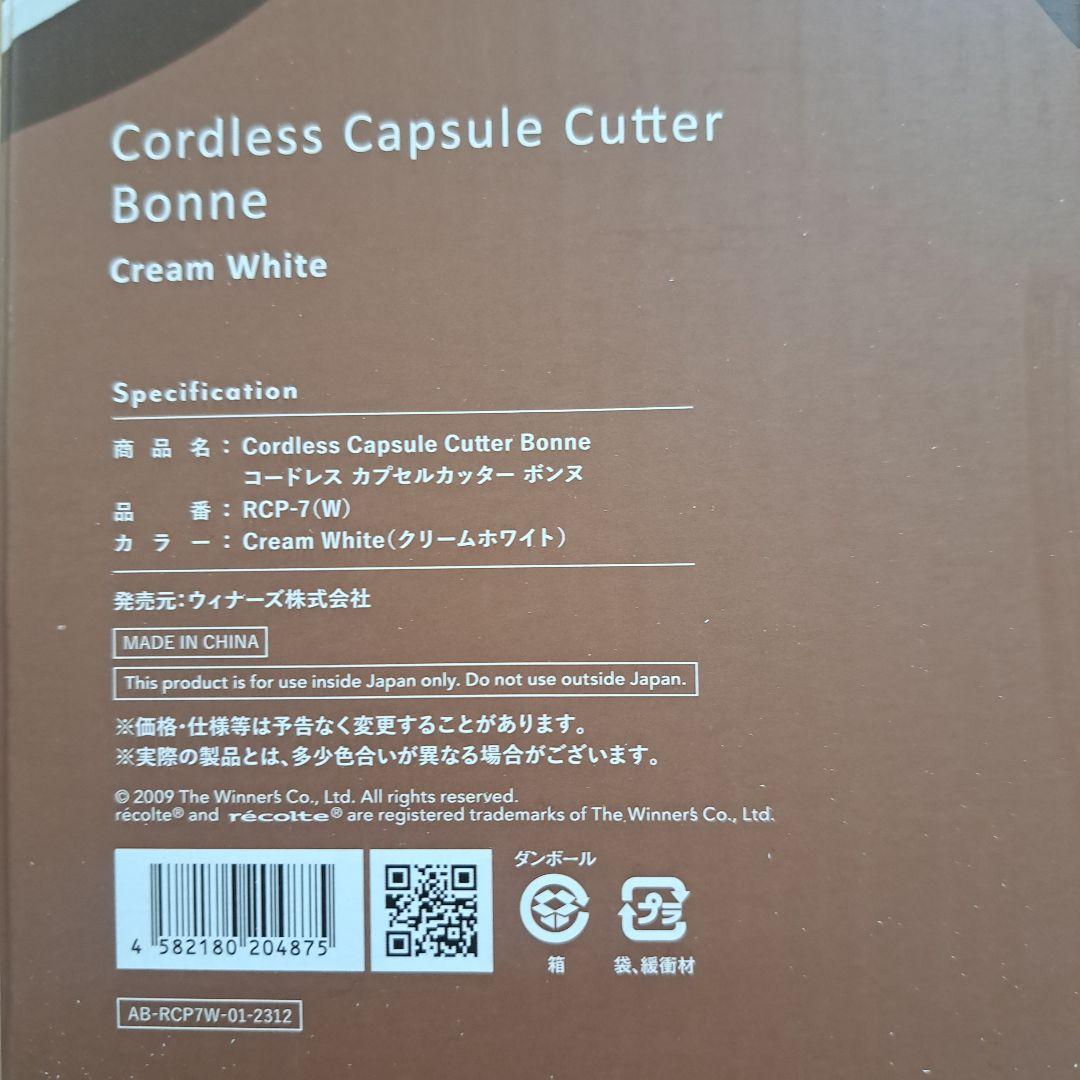 Cordless Capsule Cutter
Bonne
Cream White
Specification
商品名：Cordless Capsule Cutter Bonne
コードレス カプセルカッター ボンヌ
品番：RCP-7(W)
カラー：Cream White(クリームホワイト)
発売元:ウィナーズ株式会社
MADE IN CHINA
This product is for use inside Japan only. Do not use outside Japan.
※価格・仕様等は予告なく変更することがあります。
※実際の製品とは、多少色合いが異なる場合がございます。
© 2009 The Winner's Co., Ltd. All rights reserved.
récolte® and récolte® are registered trademarks of The Winner's Co., Ltd.
ダンボール
プラ
4 582180 204875
箱
袋、緩衝材
AB-RCP7W-01-2312